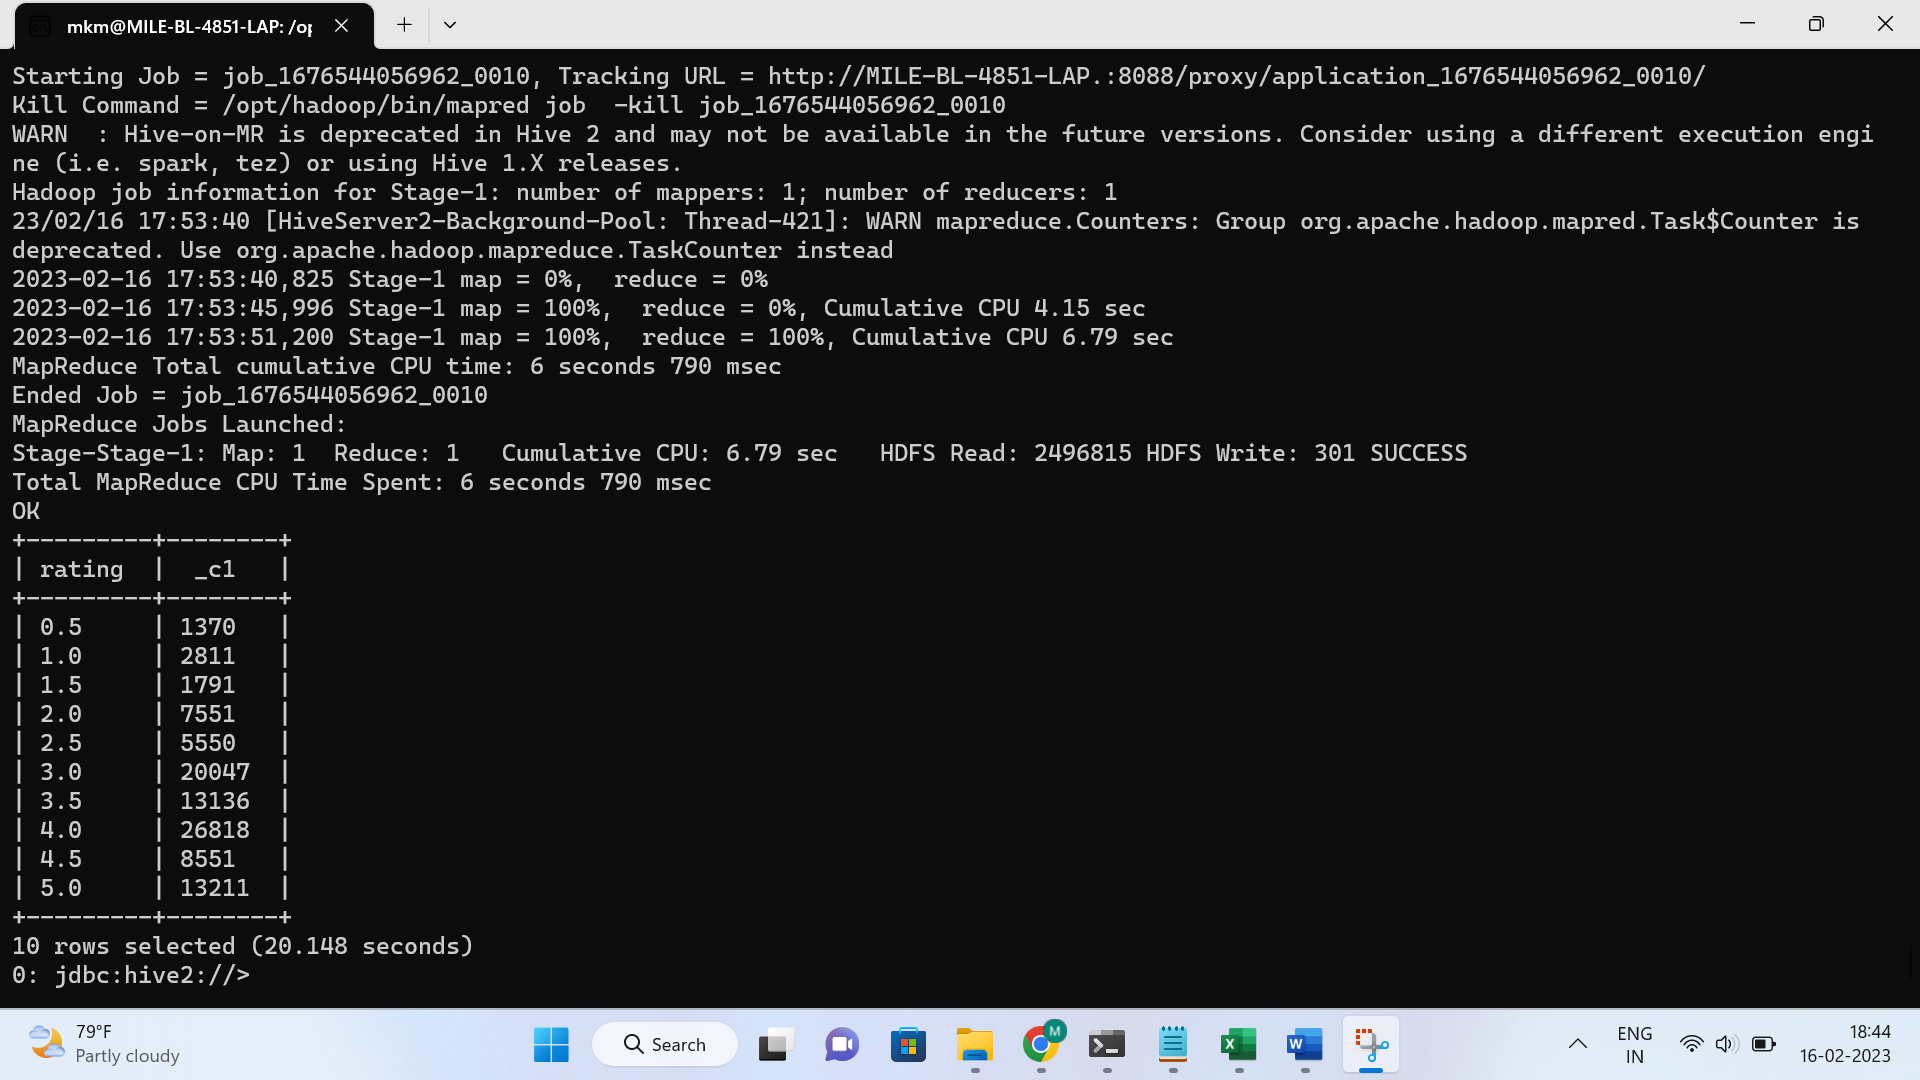 mkm@MILE-BL-4851-LAP: /op
Starting Job = job_1676544056962_0010, Tracking URL = http://MILE-BL-4851-LAP.:8088/proxy/application_1676544056962_0010/
Kill Command = /opt/hadoop/bin/mapred job  -kill job_1676544056962_0010
WARN  : Hive-on-MR is deprecated in Hive 2 and may not be available in the future versions. Consider using a different execution engi
ne (i.e. spark, tez) or using Hive 1.X releases.
Hadoop job information for Stage-1: number of mappers: 1; number of reducers: 1
23/02/16 17:53:40 [HiveServer2-Background-Pool: Thread-421]: WARN mapreduce.Counters: Group org.apache.hadoop.mapred.Task$Counter is
deprecated. Use org.apache.hadoop.mapreduce.TaskCounter instead
2023-02-16 17:53:40,825 Stage-1 map = 0%,  reduce = 0%
2023-02-16 17:53:45,996 Stage-1 map = 100%,  reduce = 0%, Cumulative CPU 4.15 sec
2023-02-16 17:53:51,200 Stage-1 map = 100%,  reduce = 100%, Cumulative CPU 6.79 sec
MapReduce Total cumulative CPU time: 6 seconds 790 msec
Ended Job = job_1676544056962_0010
MapReduce Jobs Launched:
Stage-Stage-1: Map: 1  Reduce: 1   Cumulative CPU: 6.79 sec   HDFS Read: 2496815 HDFS Write: 301 SUCCESS
Total MapReduce CPU Time Spent: 6 seconds 790 msec
OK
+---------+--------+
| rating  |  _c1   |
+---------+--------+
| 0.5     | 1370   |
| 1.0     | 2811   |
| 1.5     | 1791   |
| 2.0     | 7551   |
| 2.5     | 5550   |
| 3.0     | 20047  |
| 3.5     | 13136  |
| 4.0     | 26818  |
| 4.5     | 8551   |
| 5.0     | 13211  |
+---------+--------+
10 rows selected (20.148 seconds)
0: jdbc:hive2://>
79°F
Partly cloudy
Search
M
ENG
IN
18:44
16-02-2023